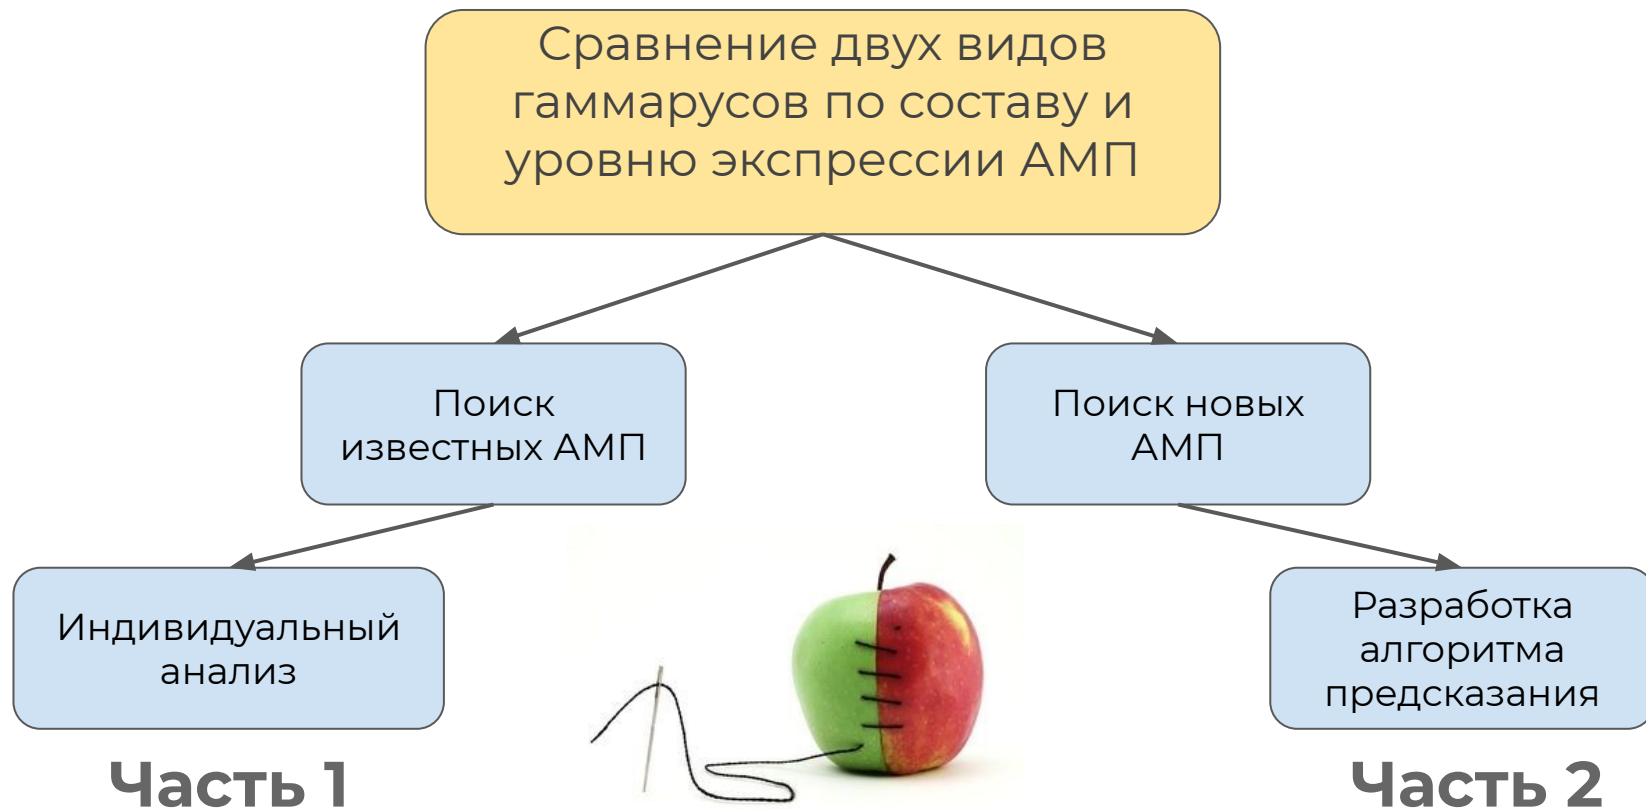 Сравнение двух видов
гаммарусов по составу и
уровню экспрессии АМП
Поиск
известных АМП
Поиск новых
АМП
Индивидуальный
анализ
Разработка
алгоритма
предсказания
Часть 1
Часть 2